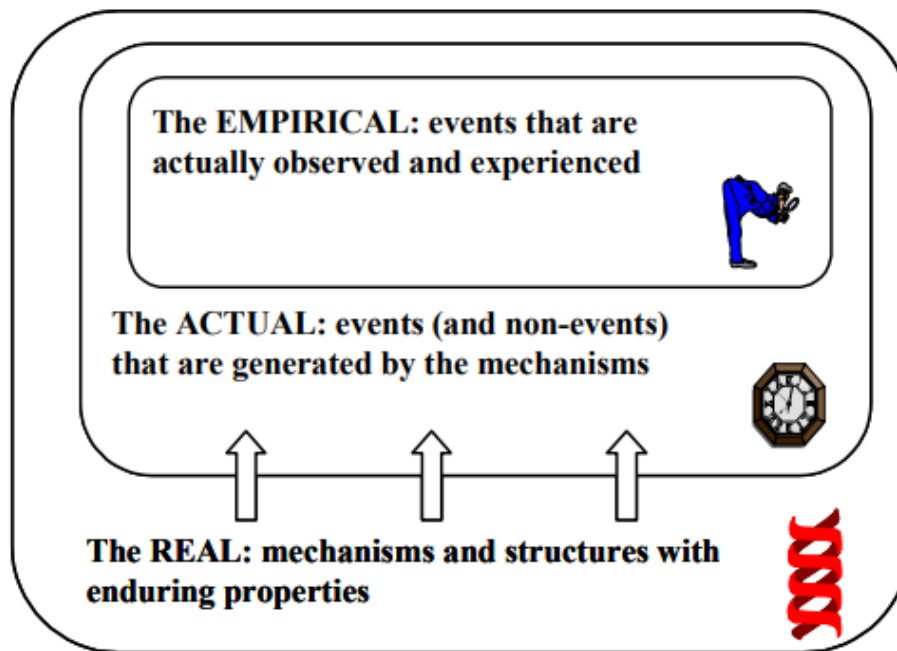 The EMPIRICAL: events that are
actually observed and experienced
The ACTUAL: events (and non-events)
that are generated by the mechanisms
The REAL: mechanisms and structures with
enduring properties